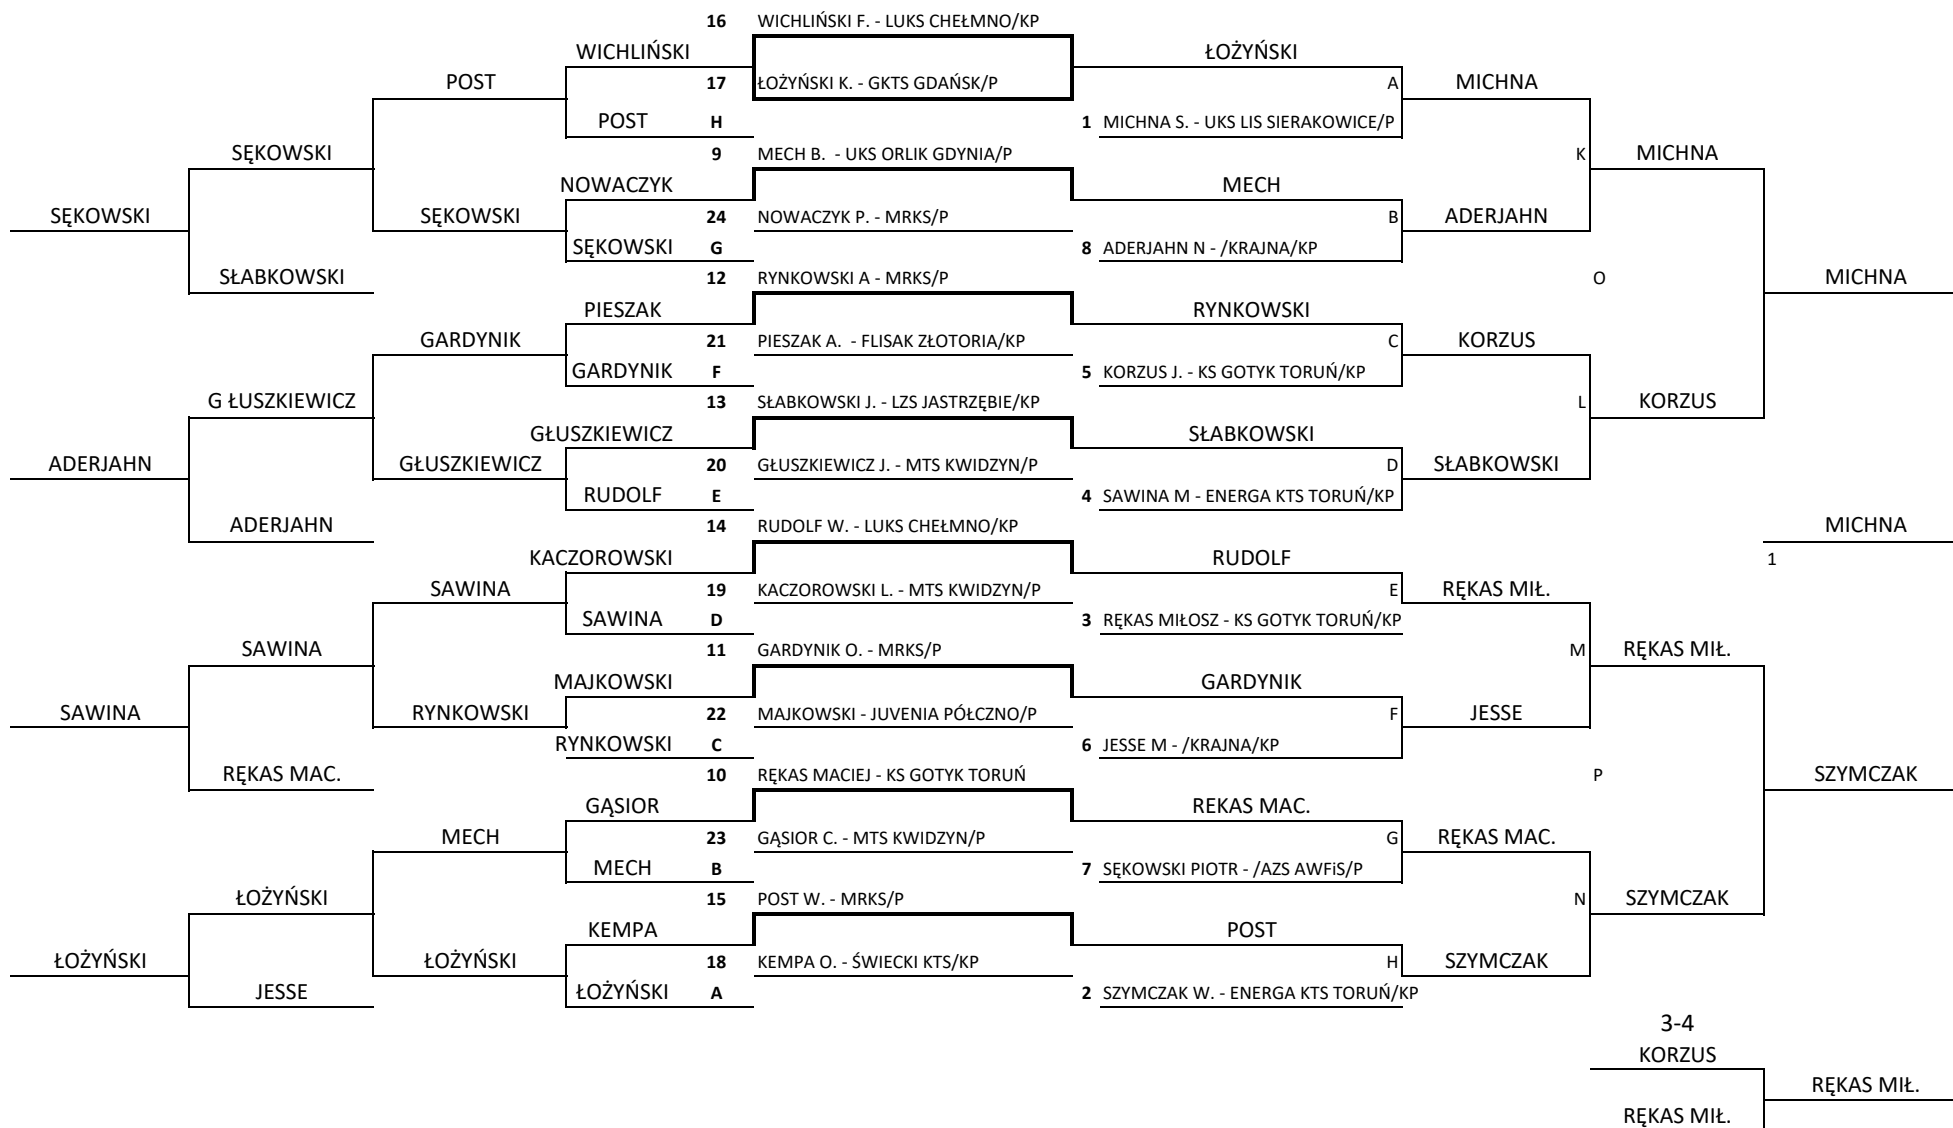 16 WICHLIŃSKI F. - LUKS CHEŁMNO/KP
WICHLIŃSKI ŁOŻYŃSKI
POST 17 ŁOŻYŃSKI K. - GKTS GDAŃSK/P A MICHNA
POST H 1 MICHNA S. - UKS LIS SIERAKOWICE/P
SĘKOWSKI 9 MECH B. - UKS ORLIK GDYNIA/P K MICHNA
NOWACZYK MECH
SĘKOWSKI SĘKOWSKI 24 NOWACZYK P. - MRKS/P B ADERJAHN
SĘKOWSKI G 8 ADERJAHN N - /KRAJNA/KP
SŁABKOWSKI 12 RYNKOWSKI A - MRKS/P O MICHNA
PIESZAK RYNKOWSKI
GARDYNIK 21 PIESZAK A. - FLISAK ZŁOTORIA/KP C KORZUS
GARDYNIK F 5 KORZUS J. - KS GOTYK TORUŃ/KP
G ŁUSZKIEWICZ 13 SŁABKOWSKI J. - LZS JASTRZĘBIE/KP L KORZUS
GŁUSZKIEWICZ SŁABKOWSKI
ADERJAHN GŁUSZKIEWICZ 20 GŁUSZKIEWICZ J. - MTS KWIDZYN/P D SŁABKOWSKI
RUDOLF E 4 SAWINA M - ENERGA KTS TORUŃ/KP
ADERJAHN 14 RUDOLF W. - LUKS CHEŁMNO/KP MICHNA
KACZOROWSKI RUDOLF 1
SAWINA 19 KACZOROWSKI L. - MTS KWIDZYN/P E RĘKAS MIŁ.
SAWINA D 3 RĘKAS MIŁOSZ - KS GOTYK TORUŃ/KP
SAWINA 11 GARDYNIK O. - MRKS/P M RĘKAS MIŁ.
MAJKOWSKI GARDYNIK
SAWINA RYNKOWSKI 22 MAJKOWSKI - JUVENIA PÓŁCZNO/P F JESSE
RYNKOWSKI C 6 JESSE M - /KRAJNA/KP
RĘKAS MAC. 10 RĘKAS MACIEJ - KS GOTYK TORUŃ P SZYMCZAK
GĄSIOR REKAS MAC.
MECH 23 GĄSIOR C. - MTS KWIDZYN/P G RĘKAS MAC.
MECH B 7 SĘKOWSKI PIOTR - /AZS AWFiS/P
ŁOŻYŃSKI 15 POST W. - MRKS/P N SZYMCZAK
KEMPA POST
ŁOŻYŃSKI ŁOŻYŃSKI 18 KEMPA O. - ŚWIECKI KTS/KP H SZYMCZAK
JESSE ŁOŻYŃSKI A 2 SZYMCZAK W. - ENERGA KTS TORUŃ/KP
3-4
KORZUS
RĘKAS MIŁ.
RĘKAS MIŁ.